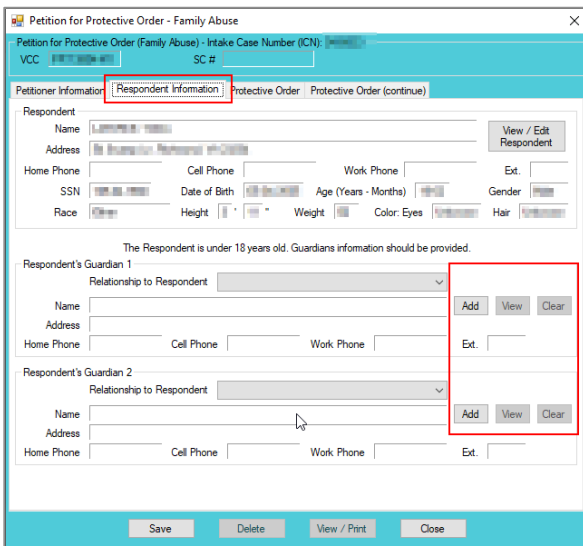 Petition for Protective Order - Family Abuse
Petition for Protective Order (Family Abuse) - Intake Case Number (ICN):
VCC SC #
Petitioner Information Respondent Information Protective Order Protective Order (continue)
Respondent
Name View / Edit Respondent
Address
Home Phone Cell Phone Work Phone Ext.
SSN Date of Birth Age (Years - Months) Gender
Race Height ' " Weight Color: Eyes Hair
The Respondent is under 18 years old. Guardians information should be provided.
Respondent's Guardian 1
Relationship to Respondent
Name Add View Clear
Address
Home Phone Cell Phone Work Phone Ext.
Respondent's Guardian 2
Relationship to Respondent
Name Add View Clear
Address
Home Phone Cell Phone Work Phone Ext.
Save Delete View / Print Close